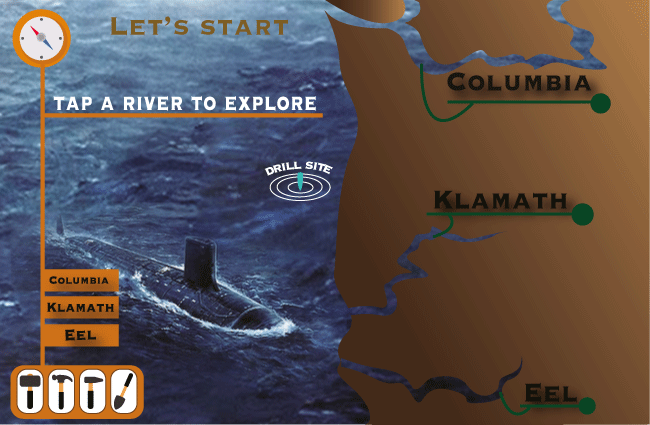 Let's start
TAP A RIVER TO EXPLORE
DRILL SITE
Columbia
Klamath
Eel
Columbia
Klamath
Eel